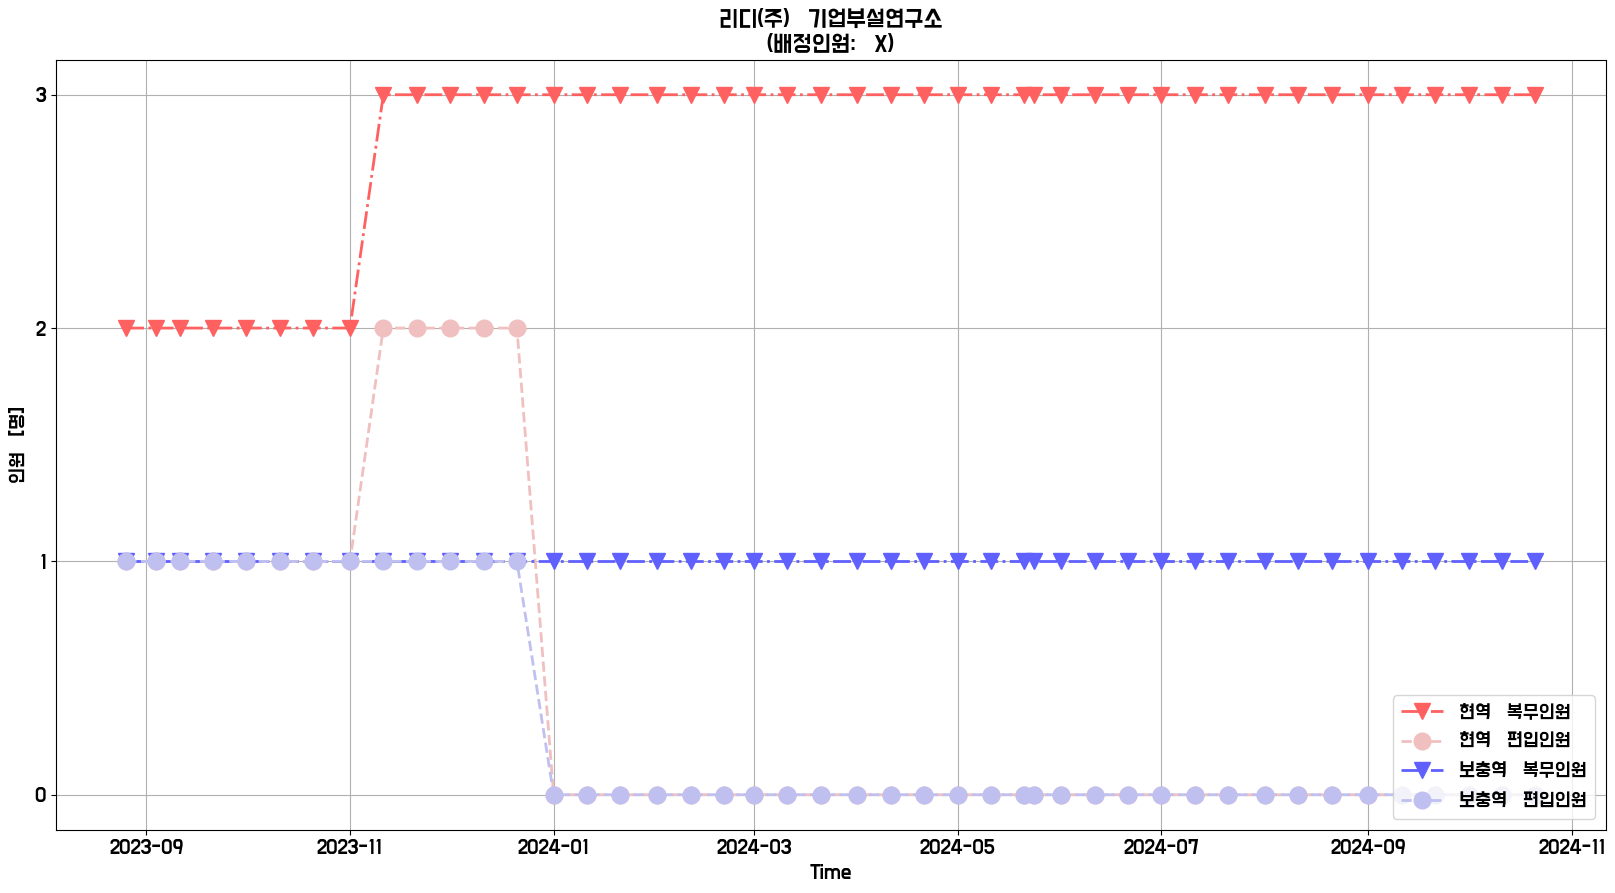 리디(주) 기업부설연구소
(배정인원: X)
인원 [명]
3
2
1
0
현역 복무인원
현역 편입인원
보충역 복무인원
보충역 편입인원
2023-09
2023-11
2024-01
2024-03
2024-05
2024-07
2024-09
2024-11
Time